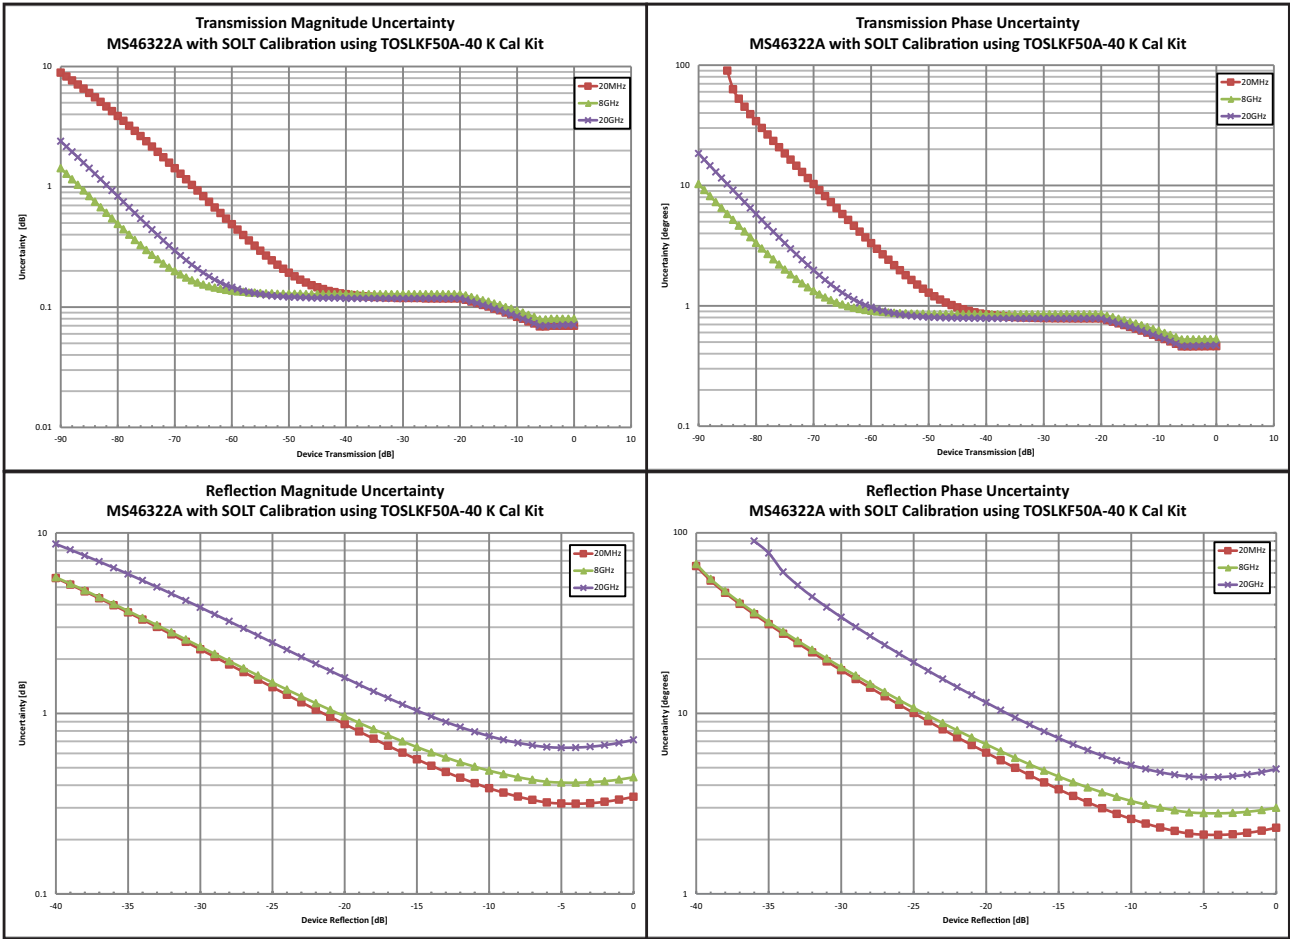 Transmission Magnitude Uncertainty
MS46322A with SOLT Calibration using TOSLKF50A-40 K Cal Kit
10
1
0.1
0.01
Uncertainty [dB]
20MHz
8GHz
20GHz
-90 -80 -70 -60 -50 -40 -30 -20 -10 0 10
Device Transmission [dB]
Transmission Phase Uncertainty
MS46322A with SOLT Calibration using TOSLKF50A-40 K Cal Kit
100
10
1
0.1
Uncertainty [degrees]
20MHz
8GHz
20GHz
-90 -80 -70 -60 -50 -40 -30 -20 -10 0 10
Device Transmission [dB]
Reflection Magnitude Uncertainty
MS46322A with SOLT Calibration using TOSLKF50A-40 K Cal Kit
10
1
0.1
Uncertainty [dB]
20MHz
8GHz
20GHz
-40 -35 -30 -25 -20 -15 -10 -5 0
Device Reflection [dB]
Reflection Phase Uncertainty
MS46322A with SOLT Calibration using TOSLKF50A-40 K Cal Kit
100
10
1
Uncertainty [degrees]
20MHz
8GHz
20GHz
-40 -35 -30 -25 -20 -15 -10 -5 0
Device Reflection [dB]